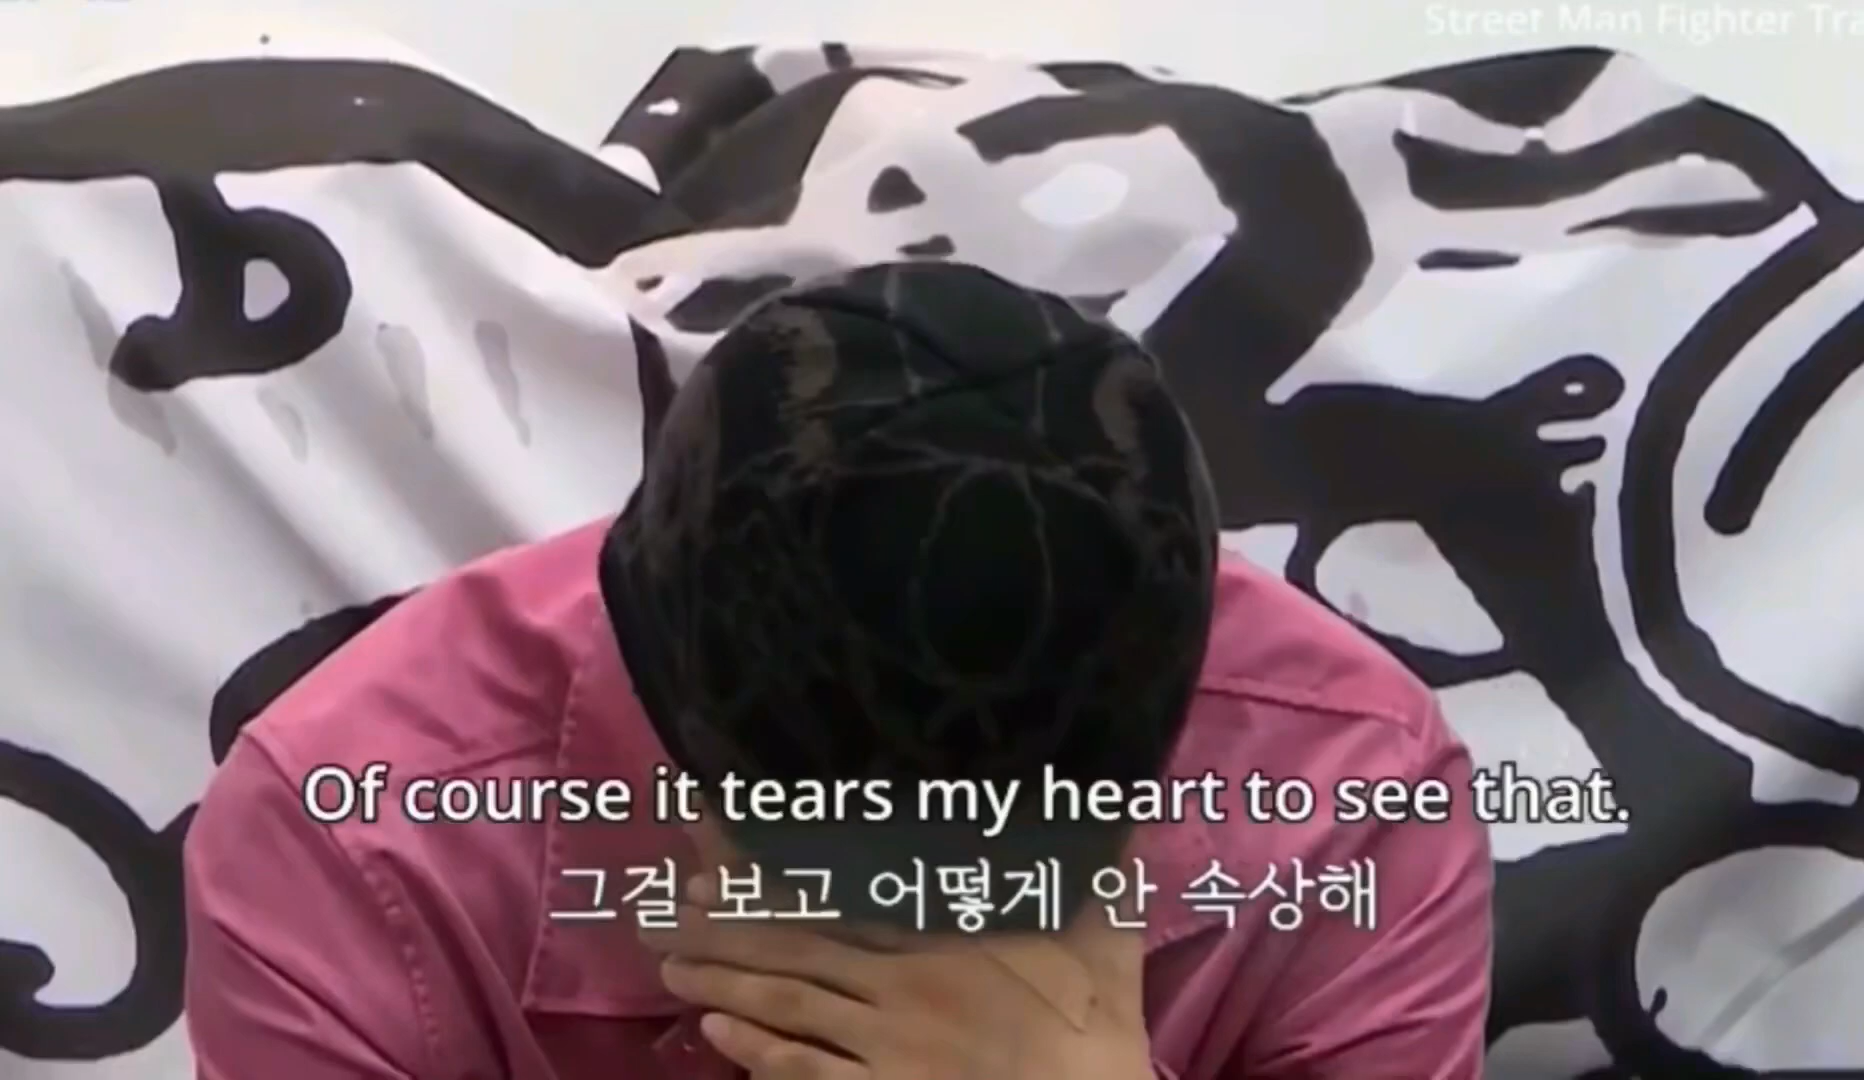 Street Man Fighter Tra
Of course it tears my heart to see that.
그걸 보고 어떻게 안 속상해